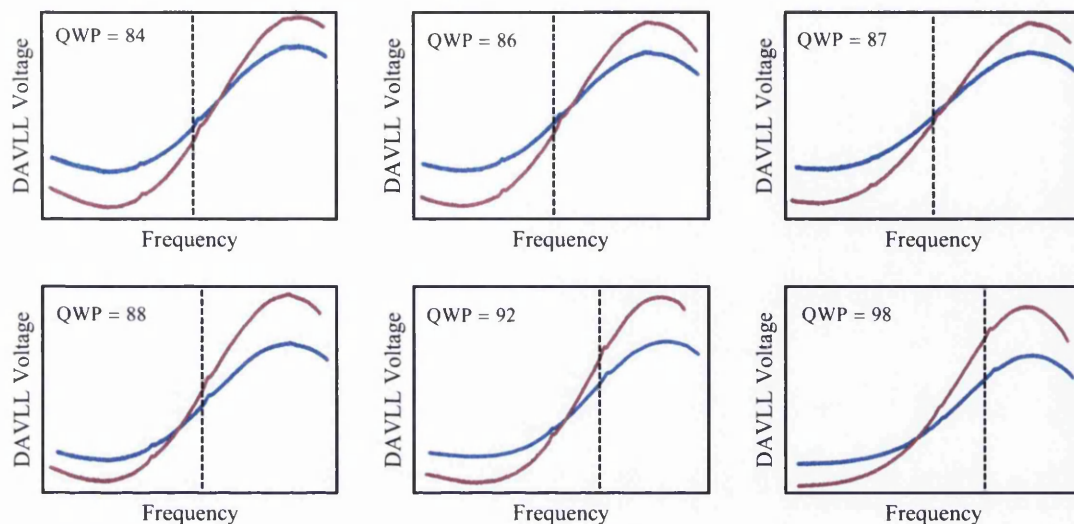 QWP = 84
DAVLL Voltage
Frequency
QWP = 86
DAVLL Voltage
Frequency
QWP = 87
DAVLL Voltage
Frequency
QWP = 88
DAVLL Voltage
Frequency
QWP = 92
DAVLL Voltage
Frequency
QWP = 98
DAVLL Voltage
Frequency